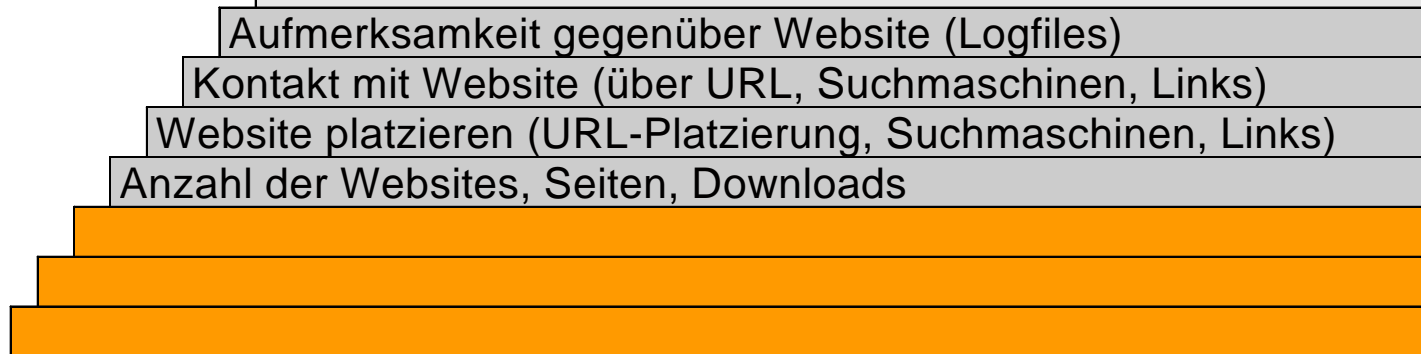 Aufmerksamkeit gegenüber Website (Logfiles)
Kontakt mit Website (über URL, Suchmaschinen, Links)
Website platzieren (URL-Platzierung, Suchmaschinen, Links)
Anzahl der Websites, Seiten, Downloads